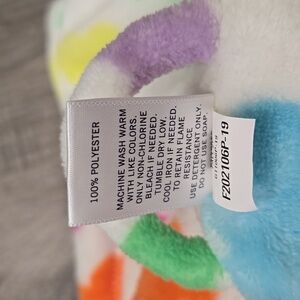 100% POLYESTER
MACHINE WASH WARM
WITH LIKE COLORS.
ONLY NON-CHLORINE
BLEACH IF NEEDED.
TUMBLE DRY LOW.
COOL IRON IF NEEDED.
TO RETAIN FLAME
RESISTANCE
USE DETERGENT ONLY.
DO NOT USE SOAP.
F202106P-19